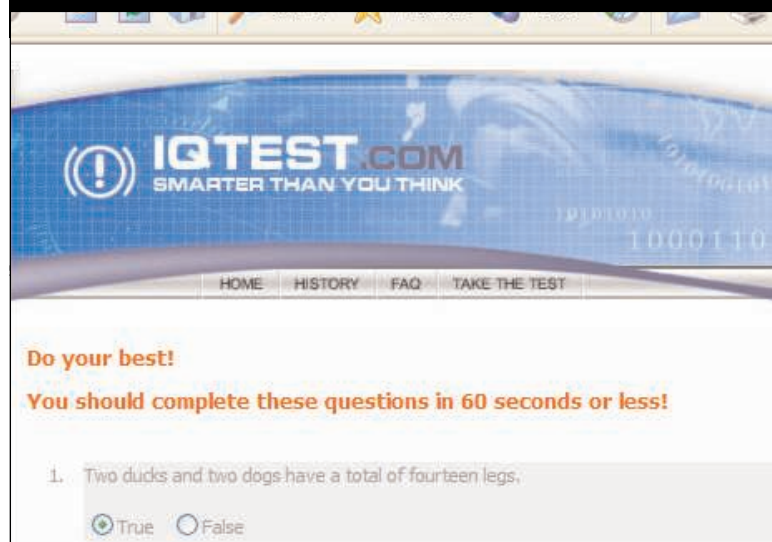 IQTEST.COM
SMARTER THAN YOU THINK
10101010
1000110
HOME HISTORY FAQ TAKE THE TEST
Do your best!
You should complete these questions in 60 seconds or less!
1. Two ducks and two dogs have a total of fourteen legs.
True False